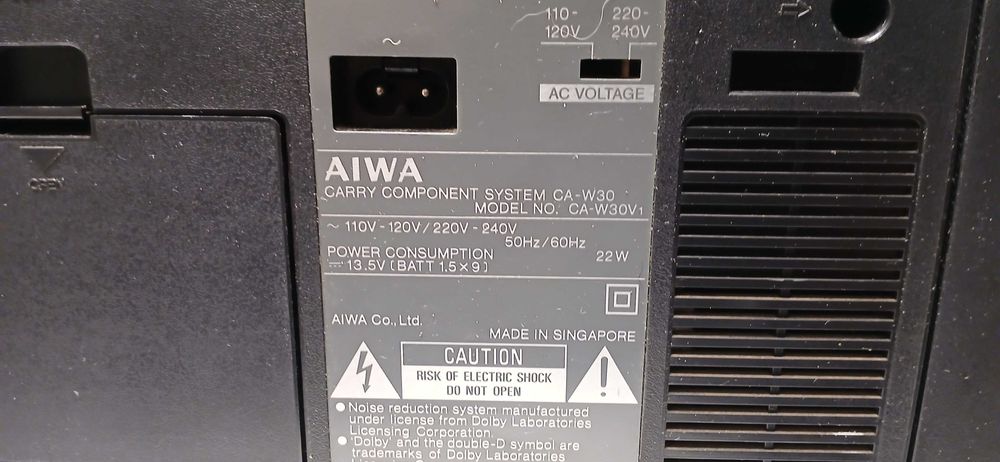 110-
120V
220-
240V
~
AC VOLTAGE
OPEN
AIWA
CARRY COMPONENT SYSTEM CA-W30
MODEL NO. CA-W30V1
~ 110V-120V/220V-240V
50Hz/60Hz
POWER CONSUMPTION 22W
⎓ 13.5V (BATT 1.5×9)
AIWA Co., Ltd.
MADE IN SINGAPORE
CAUTION
RISK OF ELECTRIC SHOCK
DO NOT OPEN
● Noise reduction system manufactured
under license from Dolby Laboratories
Licensing Corporation.
● 'Dolby' and the double-D symbol are
trademarks of Dolby Laboratories